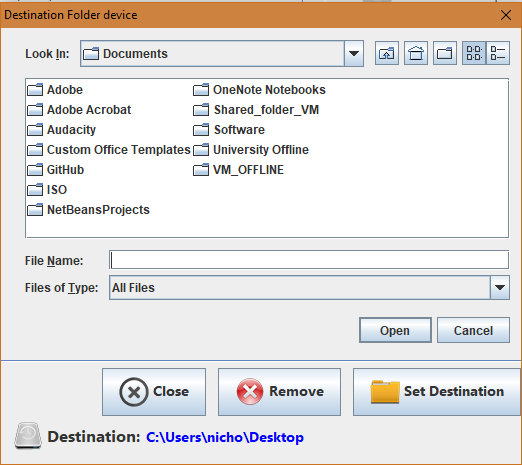 Destination Folder device
Look In: Documents
Adobe
Adobe Acrobat
Audacity
Custom Office Templates
GitHub
ISO
NetBeansProjects
OneNote Notebooks
Shared_folder_VM
Software
University Offline
VM_OFFLINE
File Name:
Files of Type: All Files
Open Cancel
Close Remove Set Destination
Destination: C:\Users\nicho\Desktop